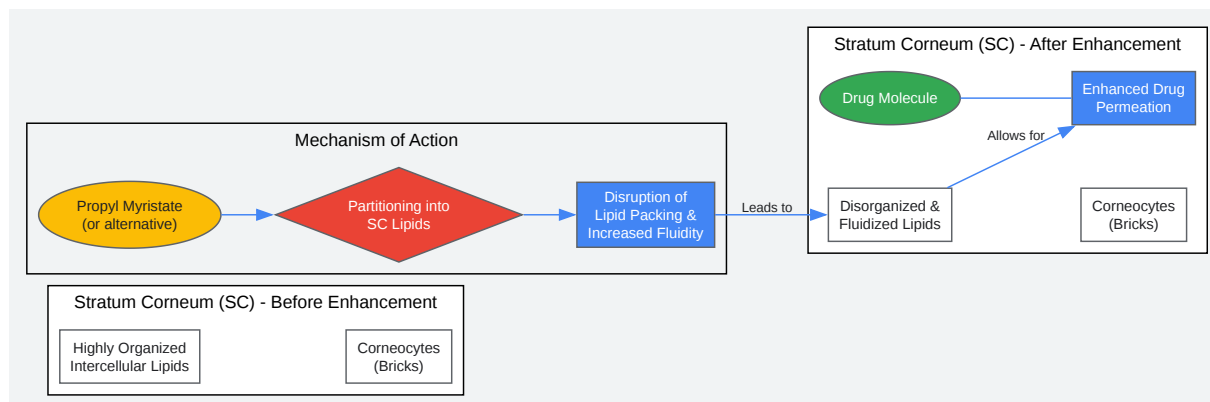 Stratum Corneum (SC) - After Enhancement
Drug Molecule
Enhanced Drug
Permeation
Allows for
Mechanism of Action
Propyl Myristate
(or alternative)
Partitioning into
SC Lipids
Disruption of
Lipid Packing &
Increased Fluidity
Leads to
Disorganized &
Fluidized Lipids
Corneocytes
(Bricks)
Stratum Corneum (SC) - Before Enhancement
Highly Organized
Intercellular Lipids
Corneocytes
(Bricks)